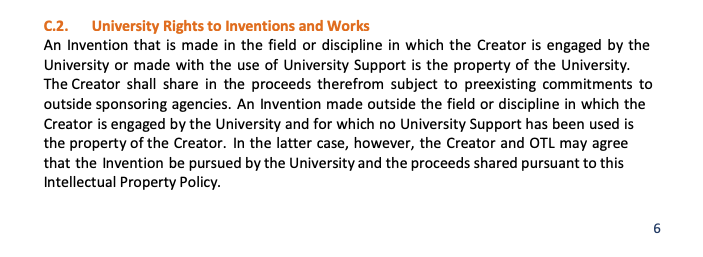 C.2. University Rights to Inventions and Works
An Invention that is made in the field or discipline in which the Creator is engaged by the
University or made with the use of University Support is the property of the University.
The Creator shall share in the proceeds therefrom subject to preexisting commitments to
outside sponsoring agencies. An Invention made outside the field or discipline in which the
Creator is engaged by the University and for which no University Support has been used is
the property of the Creator. In the latter case, however, the Creator and OTL may agree
that the Invention be pursued by the University and the proceeds shared pursuant to this
Intellectual Property Policy.
6